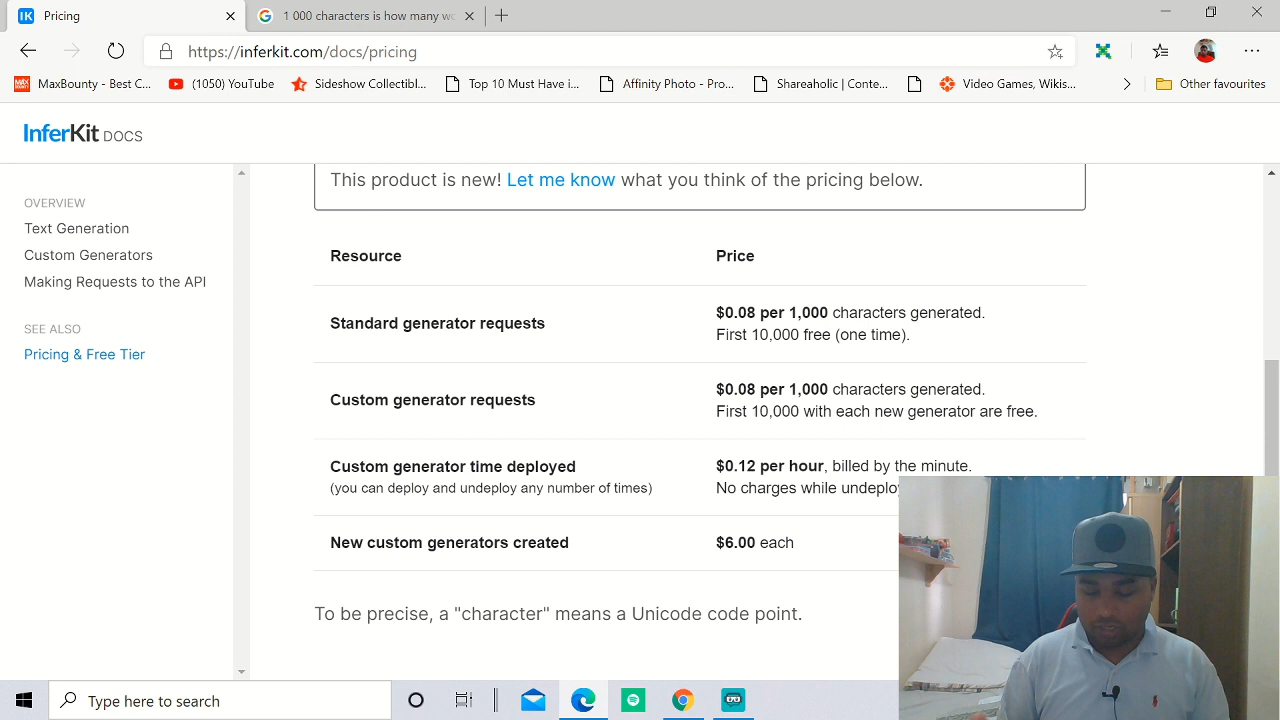 IK Pricing
1 000 characters is how many wo
https://inferkit.com/docs/pricing
MAX BOUNTY MaxBounty - Best C...
(1050) YouTube
Sideshow Collectibl...
Top 10 Must Have i...
Affinity Photo - Pro...
Shareaholic | Conte...
Video Games, Wikis...
Other favourites
InferKit DOCS
OVERVIEW
Text Generation
Custom Generators
Making Requests to the API
SEE ALSO
Pricing & Free Tier
This product is new! Let me know what you think of the pricing below.
Resource Price
Standard generator requests
$0.08 per 1,000 characters generated.
First 10,000 free (one time).
Custom generator requests
$0.08 per 1,000 characters generated.
First 10,000 with each new generator are free.
Custom generator time deployed
(you can deploy and undeploy any number of times)
$0.12 per hour, billed by the minute.
No charges while undeplo
New custom generators created $6.00 each
To be precise, a "character" means a Unicode code point.
Type here to search